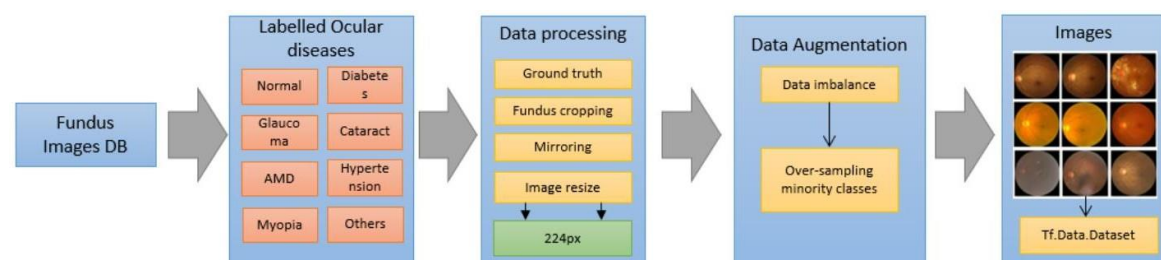 Fundus
Images DB
Labelled Ocular
diseases
Normal
Diabete
s
Glauco
ma
Cataract
AMD
Hyperte
nsion
Myopia
Others
Data processing
Ground truth
Fundus cropping
Mirroring
Image resize
224px
Data Augmentation
Data imbalance
Over-sampling
minority classes
Images
Tf.Data.Dataset